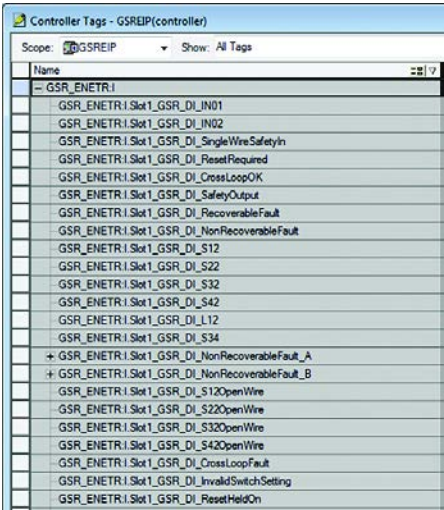 Controller Tags - GSREIP(controller)
Scope: GSREIP Show: All Tags
Name
GSR_ENETR:I
GSR_ENETR:I.Slot1_GSR_DI_IN01
GSR_ENETR:I.Slot1_GSR_DI_IN02
GSR_ENETR:I.Slot1_GSR_DI_SingleWireSafetyIn
GSR_ENETR:I.Slot1_GSR_DI_ResetRequired
GSR_ENETR:I.Slot1_GSR_DI_CrossLoopOK
GSR_ENETR:I.Slot1_GSR_DI_SafetyOutput
GSR_ENETR:I.Slot1_GSR_DI_RecoverableFault
GSR_ENETR:I.Slot1_GSR_DI_NonRecoverableFault
GSR_ENETR:I.Slot1_GSR_DI_S12
GSR_ENETR:I.Slot1_GSR_DI_S22
GSR_ENETR:I.Slot1_GSR_DI_S32
GSR_ENETR:I.Slot1_GSR_DI_S42
GSR_ENETR:I.Slot1_GSR_DI_L12
GSR_ENETR:I.Slot1_GSR_DI_S34
GSR_ENETR:I.Slot1_GSR_DI_NonRecoverableFault_A
GSR_ENETR:I.Slot1_GSR_DI_NonRecoverableFault_B
GSR_ENETR:I.Slot1_GSR_DI_S12OpenWire
GSR_ENETR:I.Slot1_GSR_DI_S22OpenWire
GSR_ENETR:I.Slot1_GSR_DI_S32OpenWire
GSR_ENETR:I.Slot1_GSR_DI_S42OpenWire
GSR_ENETR:I.Slot1_GSR_DI_CrossLoopFault
GSR_ENETR:I.Slot1_GSR_DI_InvalidSwitchSetting
GSR_ENETR:I.Slot1_GSR_DI_ResetHeldOn